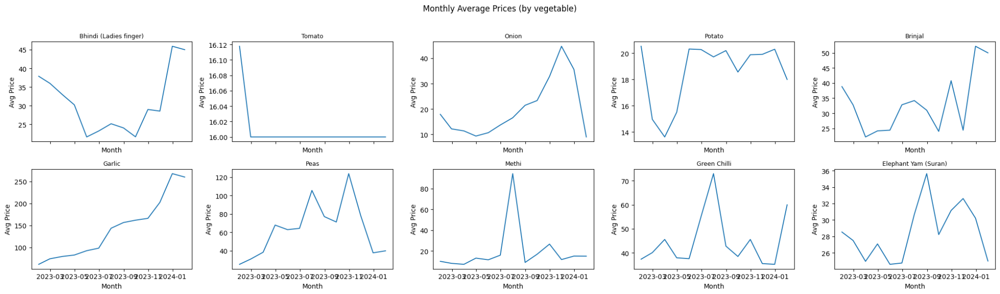 Monthly Average Prices (by vegetable)
Bhindi (Ladies finger)
45
40
35
30
25
Avg Price
Month
Tomato
16.12
16.10
16.08
16.06
16.04
16.02
16.00
Avg Price
Month
Onion
40
30
20
10
Avg Price
Month
Potato
20
18
16
14
Avg Price
Month
Brinjal
50
45
40
35
30
25
Avg Price
Month
Garlic
250
200
150
100
Avg Price
2023-03 2023-05 2023-07 2023-09 2023-11 2024-01
Month
Peas
120
100
80
60
40
Avg Price
2023-03 2023-05 2023-07 2023-09 2023-11 2024-01
Month
Methi
80
60
40
20
Avg Price
2023-03 2023-05 2023-07 2023-09 2023-11 2024-01
Month
Green Chilli
70
60
50
40
Avg Price
2023-03 2023-05 2023-07 2023-09 2023-11 2024-01
Month
Elephant Yam (Suran)
36
34
32
30
28
26
Avg Price
2023-03 2023-05 2023-07 2023-09 2023-11 2024-01
Month